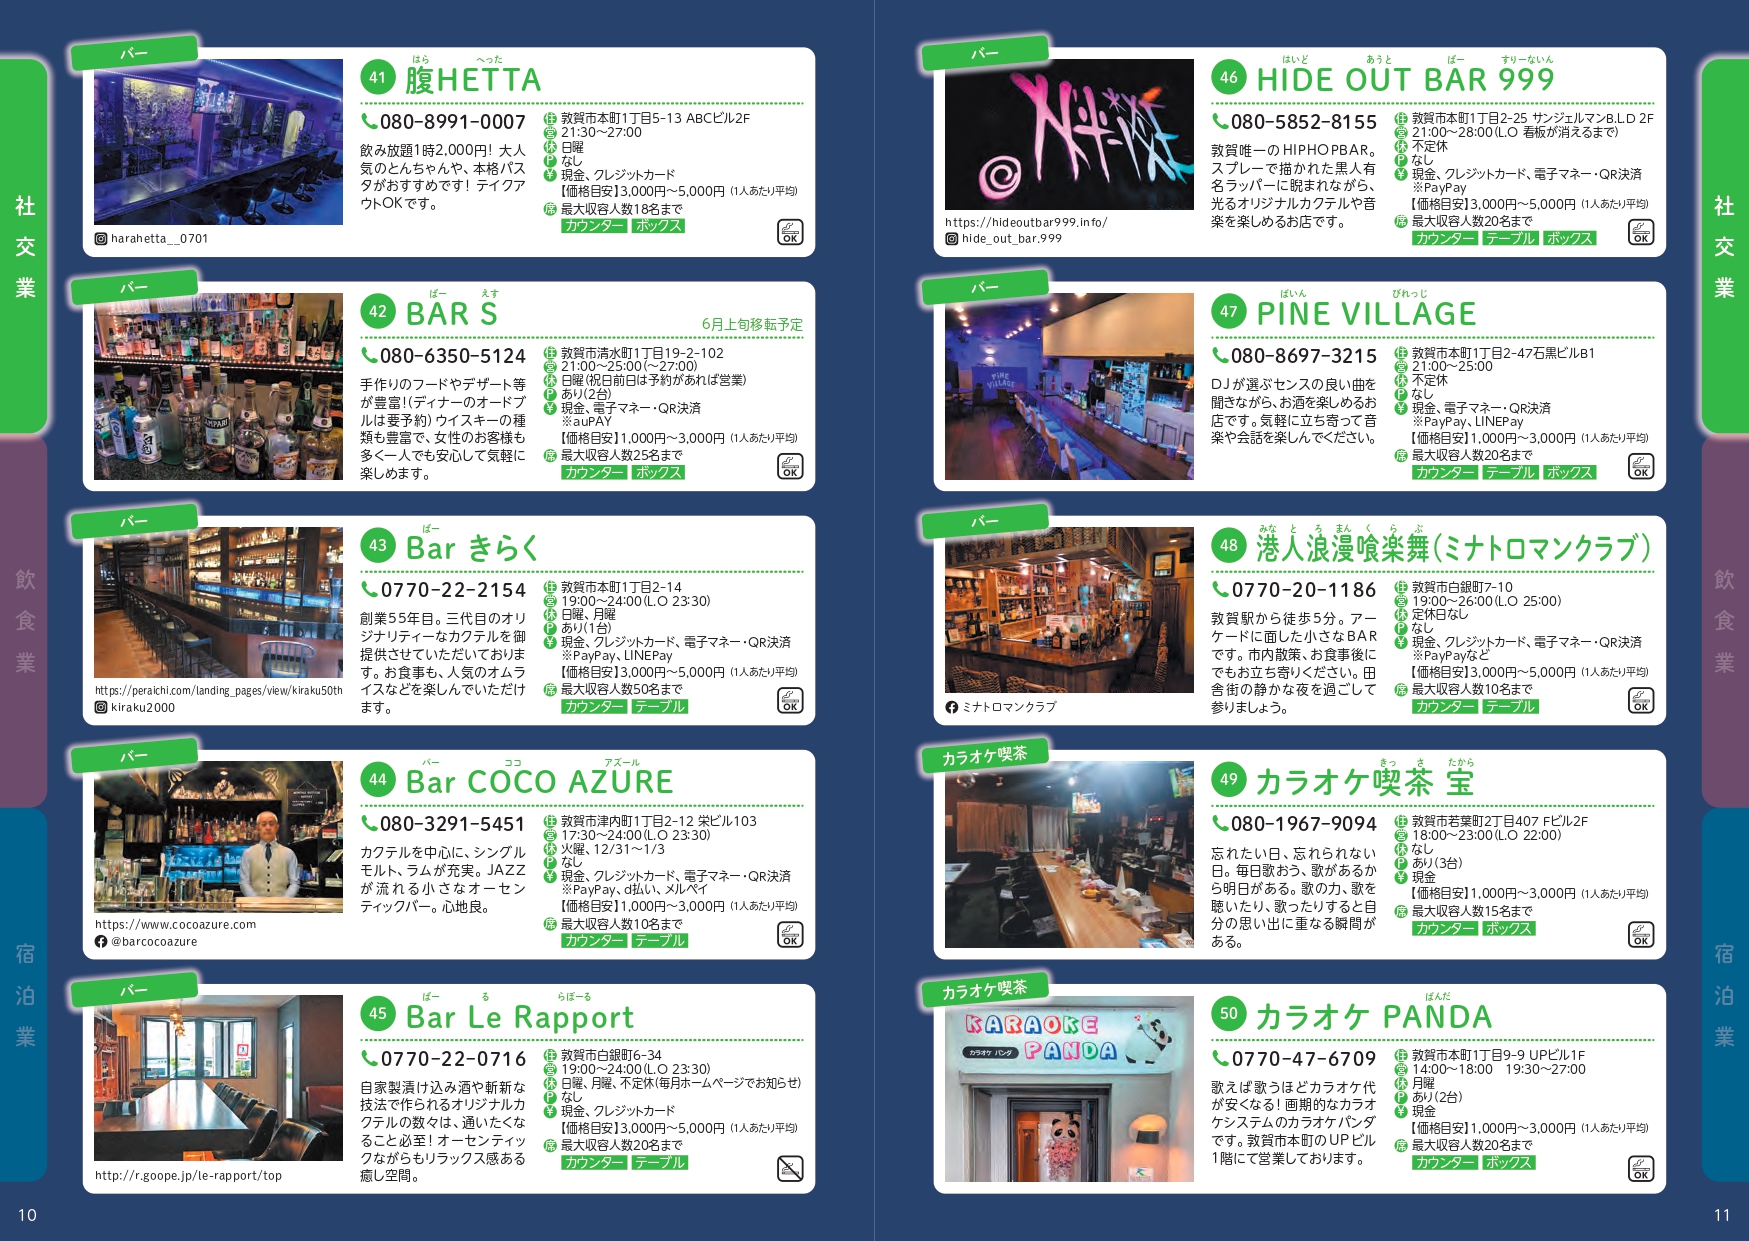 社交業
飲食業
宿泊業
10
バー
はら へった
41 腹HETTA
080-8991-0007
飲み放題1時2,000円! 大人
気のとんちゃんや、本格パス
タがおすすめです! テイクア
ウトOKです。
住 敦賀市本町1丁目5-13 ABCビル2F
営 21:30〜27:00
休 日曜
P なし
¥ 現金、クレジットカード
【価格目安】3,000円〜5,000円 (1人あたり平均)
席 最大収容人数18名まで
カウンター ボックス
OK
harahetta__0701
バー
ばー えす
42 BAR S
6月上旬移転予定
080-6350-5124
手作りのフードやデザート等
が豊富!(ディナーのオードブ
ルは要予約) ウイスキーの種
類も豊富で、女性のお客様も
多く一人でも安心して気軽に
楽しめます。
住 敦賀市清水町1丁目19-2-102
営 21:00〜25:00(〜27:00)
休 日曜(祝日前日は予約があれば営業)
P あり(2台)
¥ 現金、電子マネー・QR決済
※auPAY
【価格目安】1,000円〜3,000円 (1人あたり平均)
席 最大収容人数25名まで
カウンター ボックス
OK
バー
ばー
43 Bar きらく
0770-22-2154
創業55年目。三代目のオリ
ジナリティーなカクテルを御
提供させていただいておりま
す。お食事も、人気のオムラ
イスなどを楽しんでいただけ
ます。
住 敦賀市本町1丁目2-14
営 19:00〜24:00(L.O 23:30)
休 日曜、月曜
P あり(1台)
¥ 現金、クレジットカード、電子マネー・QR決済
※PayPay、LINEPay
【価格目安】3,000円〜5,000円 (1人あたり平均)
席 最大収容人数50名まで
カウンター テーブル
OK
https://peraichi.com/landing_pages/view/kiraku50th
kiraku2000
バー
バー ココ アズール
44 Bar COCO AZURE
080-3291-5451
カクテルを中心に、シングル
モルト、ラムが充実。JAZZ
が流れる小さなオーセン
ティックバー。心地良。
住 敦賀市津内町1丁目2-12 栄ビル103
営 17:30〜24:00(L.O 23:30)
休 火曜、12/31〜1/3
P なし
¥ 現金、クレジットカード、電子マネー・QR決済
※PayPay、d払い、メルペイ
【価格目安】1,000円〜3,000円 (1人あたり平均)
席 最大収容人数10名まで
カウンター テーブル
OK
https://www.cocoazure.com
@barcocoazure
バー
ばー る らぽーる
45 Bar Le Rapport
0770-22-0716
自家製漬け込み酒や斬新な
技法で作られるオリジナルカ
クテルの数々は、通いたくな
ること必至! オーセンティッ
クながらもリラックス感ある
癒し空間。
住 敦賀市白銀町6-34
営 19:00〜24:00(L.O 23:30)
休 日曜、月曜、不定休(毎月ホームページでお知らせ)
P なし
¥ 現金、クレジットカード
【価格目安】3,000円〜5,000円 (1人あたり平均)
席 最大収容人数20名まで
カウンター テーブル
http://r.goope.jp/le-rapport/top
バー
はいど あうと ばー すりーないん
46 HIDE OUT BAR 999
080-5852-8155
敦賀唯一のHIPHOPBAR。
スプレーで描かれた黒人有
名ラッパーに睨まれながら、
光るオリジナルカクテルや音
楽を楽しめるお店です。
住 敦賀市本町1丁目2-25 サンジェルマンB.L.D 2F
営 21:00〜28:00(L.O 看板が消えるまで)
休 不定休
P なし
¥ 現金、クレジットカード、電子マネー・QR決済
※PayPay
【価格目安】3,000円〜5,000円 (1人あたり平均)
席 最大収容人数20名まで
カウンター テーブル ボックス
OK
https://hideoutbar999.info/
hide_out_bar.999
バー
ぱいん びれっじ
47 PINE VILLAGE
PiNE ViLLAGE
080-8697-3215
DJが選ぶセンスの良い曲を
聞きながら、お酒を楽しめるお
店です。気軽に立ち寄って音
楽や会話を楽しんでください。
住 敦賀市本町1丁目2-47石黒ビルB1
営 21:00〜25:00
休 不定休
P なし
¥ 現金、電子マネー・QR決済
※PayPay、LINEPay
【価格目安】1,000円〜3,000円 (1人あたり平均)
席 最大収容人数20名まで
カウンター テーブル ボックス
OK
バー
みな と ろ まん く ら ぶ
48 港人浪漫喰楽舞(ミナトロマンクラブ)
0770-20-1186
敦賀駅から徒歩5分。アー
ケードに面した小さなBAR
です。市内散策、お食事後に
でもお立ち寄りください。田
舎街の静かな夜を過ごして
参りましょう。
住 敦賀市白銀町7-10
営 19:00〜26:00(L.O 25:00)
休 定休日なし
P なし
¥ 現金、クレジットカード、電子マネー・QR決済
※PayPayなど
【価格目安】3,000円〜5,000円 (1人あたり平均)
席 最大収容人数10名まで
カウンター テーブル
OK
ミナトロマンクラブ
カラオケ喫茶
きっ さ たから
49 カラオケ喫茶 宝
080-1967-9094
忘れたい日、忘れられない
日。毎日歌おう、歌があるか
ら明日がある。歌の力、歌を
聴いたり、歌ったりすると自
分の思い出に重なる瞬間が
ある。
住 敦賀市若葉町2丁目407 Fビル2F
営 18:00〜23:00(L.O 22:00)
休 なし
P あり(3台)
¥ 現金
【価格目安】1,000円〜3,000円 (1人あたり平均)
席 最大収容人数15名まで
カウンター ボックス
OK
カラオケ喫茶
ぱんだ
50 カラオケ PANDA
KARAOKE
カラオケ パンダ PANDA
0770-47-6709
歌えば歌うほどカラオケ代
が安くなる! 画期的なカラオ
ケシステムのカラオケパンダ
です。敦賀市本町のUPビル
1階にて営業しております。
住 敦賀市本町1丁目9-9 UPビル1F
営 14:00〜18:00 19:30〜27:00
休 月曜
P あり(2台)
¥ 現金
【価格目安】1,000円〜3,000円 (1人あたり平均)
席 最大収容人数20名まで
カウンター ボックス
OK
社交業
飲食業
宿泊業
11